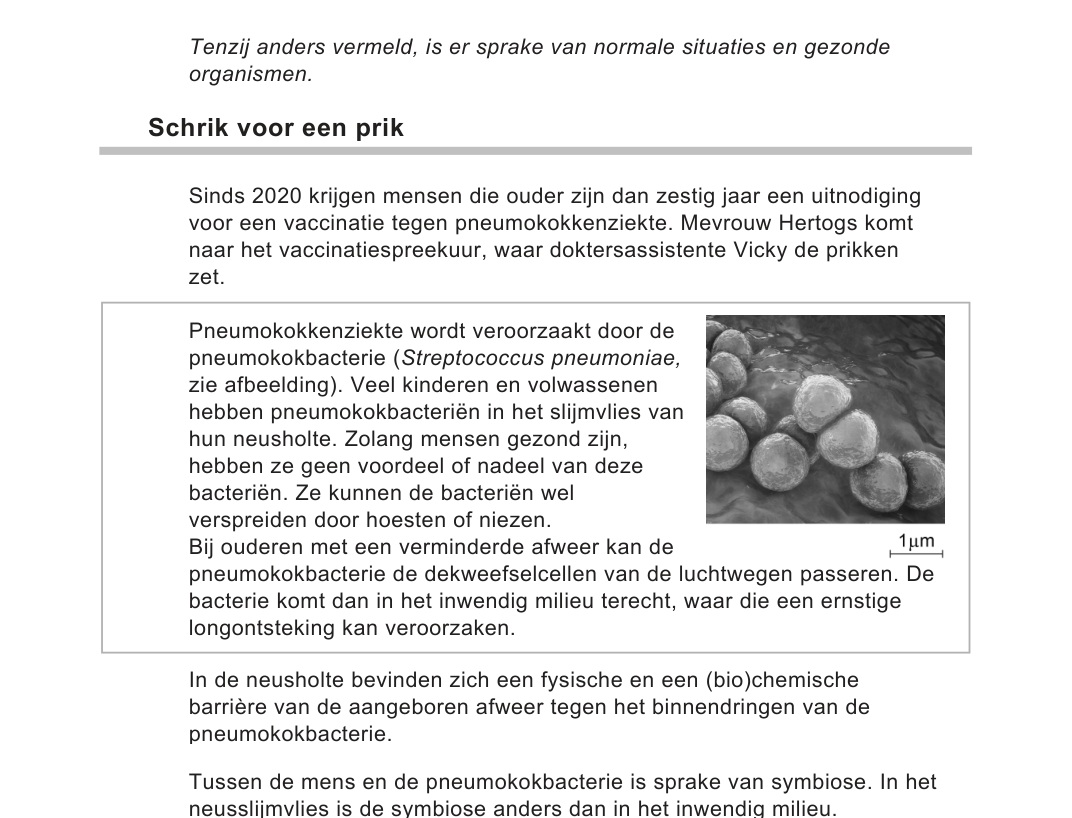 Tenzij anders vermeld, is er sprake van normale situaties en gezonde
organismen.
Schrik voor een prik
Sinds 2020 krijgen mensen die ouder zijn dan zestig jaar een uitnodiging
voor een vaccinatie tegen pneumokokkenziekte. Mevrouw Hertogs komt
naar het vaccinatiespreekuur, waar doktersassistente Vicky de prikken
zet.
Pneumokokkenziekte wordt veroorzaakt door de
pneumokokbacterie (Streptococcus pneumoniae,
zie afbeelding). Veel kinderen en volwassenen
hebben pneumokokbacteriën in het slijmvlies van
hun neusholte. Zolang mensen gezond zijn,
hebben ze geen voordeel of nadeel van deze
bacteriën. Ze kunnen de bacteriën wel
verspreiden door hoesten of niezen.
1μm
Bij ouderen met een verminderde afweer kan de
pneumokokbacterie de dekweefselcellen van de luchtwegen passeren. De
bacterie komt dan in het inwendig milieu terecht, waar die een ernstige
longontsteking kan veroorzaken.
In de neusholte bevinden zich een fysische en een (bio)chemische
barrière van de aangeboren afweer tegen het binnendringen van de
pneumokokbacterie.
Tussen de mens en de pneumokokbacterie is sprake van symbiose. In het
neusslijmvlies is de symbiose anders dan in het inwendig milieu.